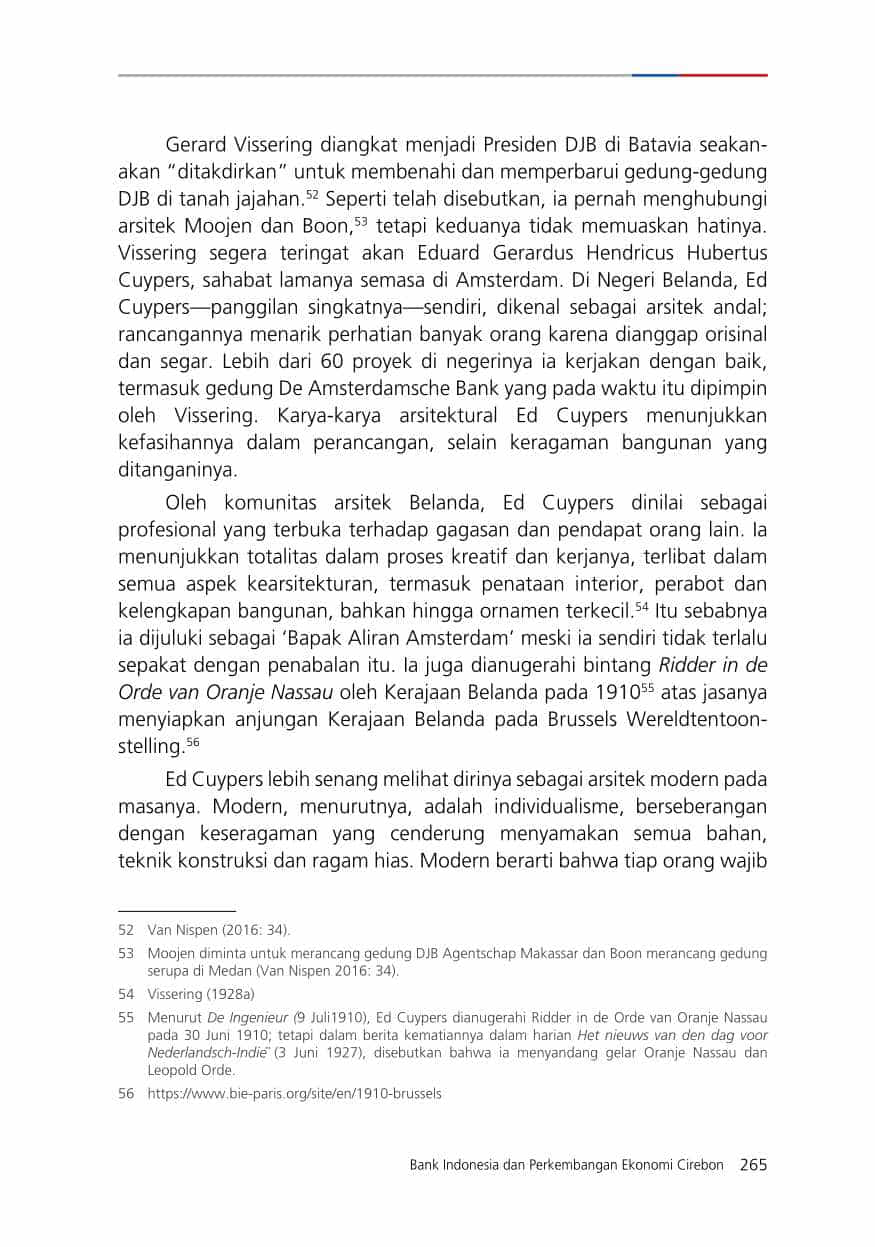 Gerard Vissering diangkat menjadi Presiden DJB di Batavia seakan-
akan “ditakdirkan” untuk membenahi dan memperbarui gedung-gedung
DJB di tanah jajahan.52 Seperti telah disebutkan, ia pernah menghubungi
arsitek Moojen dan Boon,53 tetapi keduanya tidak memuaskan hatinya.
Vissering segera teringat akan Eduard Gerardus Hendricus Hubertus
Cuypers, sahabat lamanya semasa di Amsterdam. Di Negeri Belanda, Ed
Cuypers—panggilan singkatnya—sendiri, dikenal sebagai arsitek andal;
rancangannya menarik perhatian banyak orang karena dianggap orisinal
dan segar. Lebih dari 60 proyek di negerinya ia kerjakan dengan baik,
termasuk gedung De Amsterdamsche Bank yang pada waktu itu dipimpin
oleh Vissering. Karya-karya arsitektural Ed Cuypers menunjukkan
kefasihannya dalam perancangan, selain keragaman bangunan yang
ditanganinya.
Oleh komunitas arsitek Belanda, Ed Cuypers dinilai sebagai
profesional yang terbuka terhadap gagasan dan pendapat orang lain. Ia
menunjukkan totalitas dalam proses kreatif dan kerjanya, terlibat dalam
semua aspek kearsitekturan, termasuk penataan interior, perabot dan
kelengkapan bangunan, bahkan hingga ornamen terkecil.54 Itu sebabnya
ia dijuluki sebagai ‘Bapak Aliran Amsterdam’ meski ia sendiri tidak terlalu
sepakat dengan penabalan itu. Ia juga dianugerahi bintang Ridder in de
Orde van Oranje Nassau oleh Kerajaan Belanda pada 191055 atas jasanya
menyiapkan anjungan Kerajaan Belanda pada Brussels Wereldtentoon-
stelling.56
Ed Cuypers lebih senang melihat dirinya sebagai arsitek modern pada
masanya. Modern, menurutnya, adalah individualisme, berseberangan
dengan keseragaman yang cenderung menyamakan semua bahan,
teknik konstruksi dan ragam hias. Modern berarti bahwa tiap orang wajib
52 Van Nispen (2016: 34).
53 Moojen diminta untuk merancang gedung DJB Agentschap Makassar dan Boon merancang gedung
serupa di Medan (Van Nispen 2016: 34).
54 Vissering (1928a)
55 Menurut De Ingenieur (9 Juli1910), Ed Cuypers dianugerahi Ridder in de Orde van Oranje Nassau
pada 30 Juni 1910; tetapi dalam berita kematiannya dalam harian Het nieuws van den dag voor
Nederlandsch-Indie¨ (3 Juni 1927), disebutkan bahwa ia menyandang gelar Oranje Nassau dan
Leopold Orde.
56 https://www.bie-paris.org/site/en/1910-brussels
Bank Indonesia dan Perkembangan Ekonomi Cirebon 265